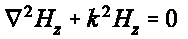 ∇²H_z + k²H_z = 0